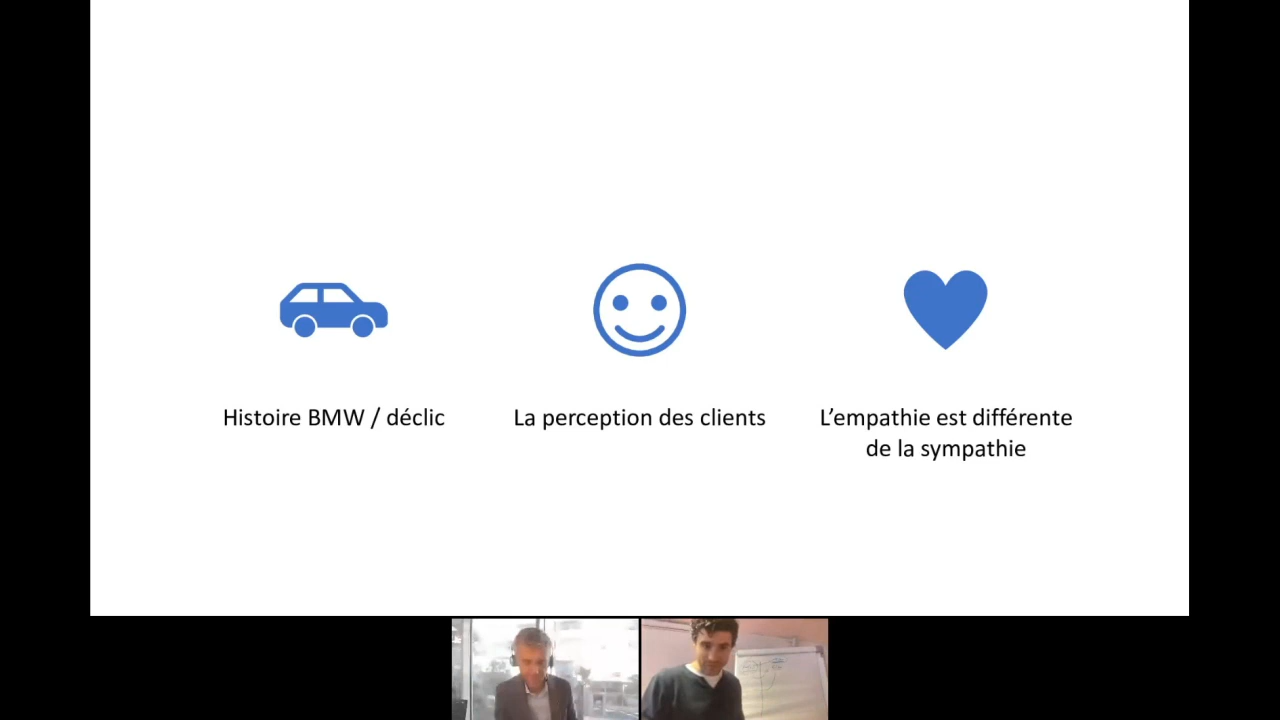 Histoire BMW / déclic
La perception des clients
L’empathie est différente
de la sympathie